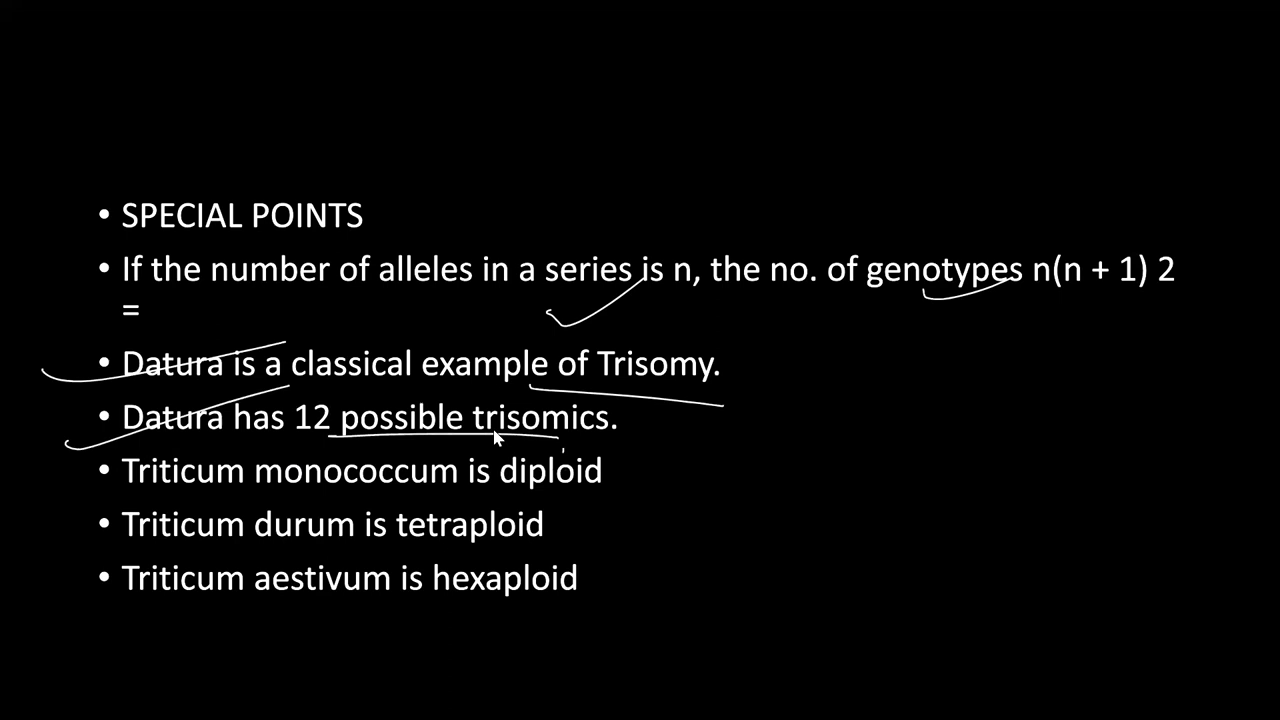 • SPECIAL POINTS
• If the number of alleles in a series is n, the no. of genotypes n(n + 1) 2
=
• Datura is a classical example of Trisomy.
• Datura has 12 possible trisomics.
• Triticum monococcum is diploid
• Triticum durum is tetraploid
• Triticum aestivum is hexaploid